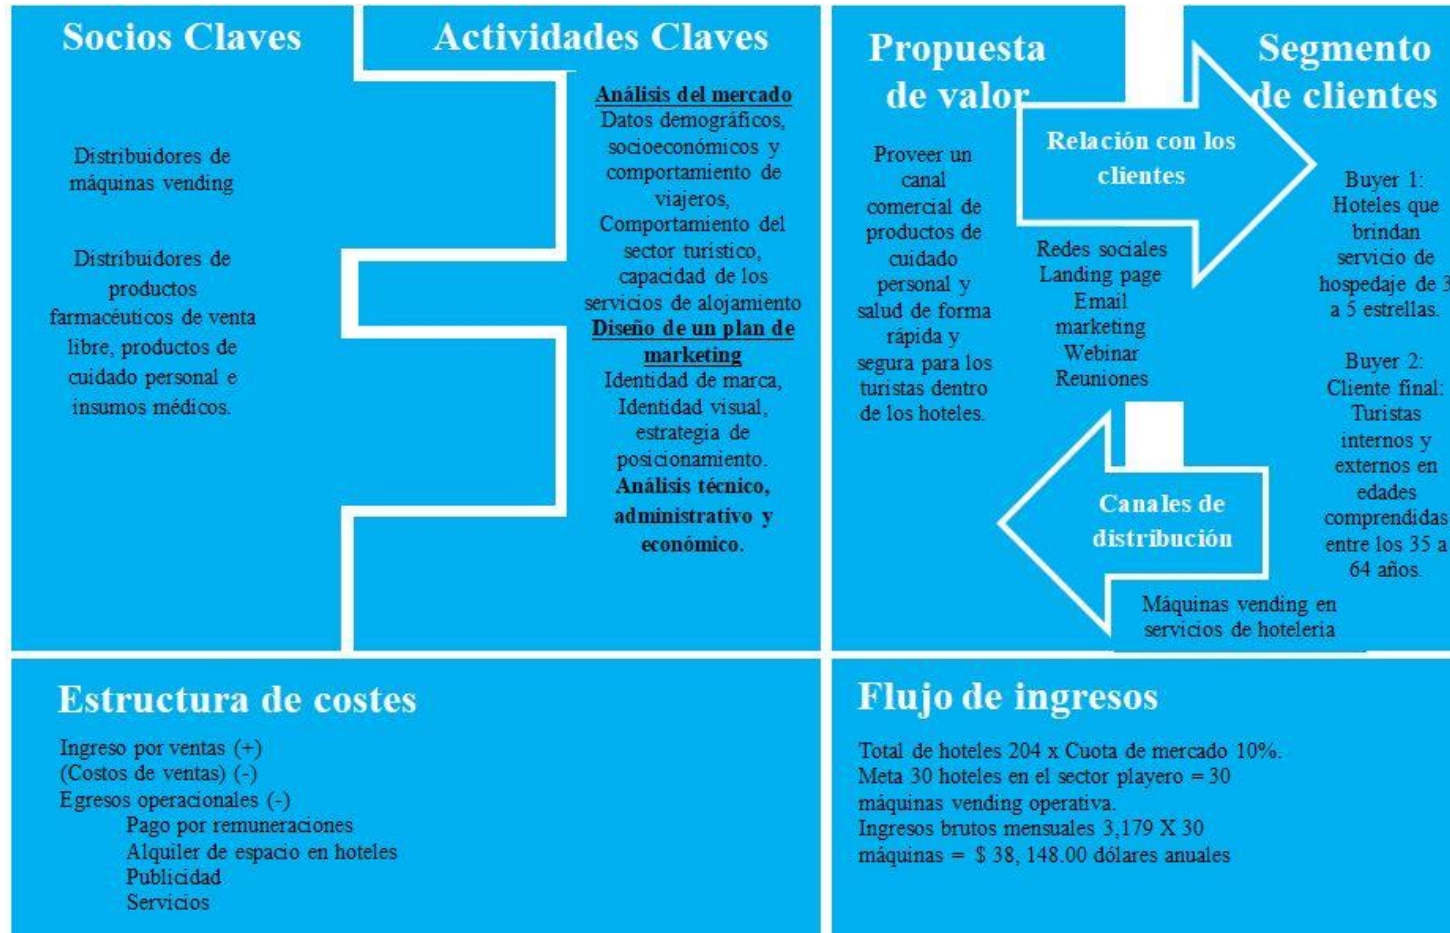 Socios Claves
Distribuidores de
máquinas vending
Distribuidores de
productos
farmacéuticos de venta
libre, productos de
cuidado personal e
insumos médicos.
Actividades Claves
Análisis del mercado
Datos demográficos,
socioeconómicos y
comportamiento de
viajeros,
Comportamiento del
sector turístico,
capacidad de los
servicios de alojamiento
Diseño de un plan de
marketing
Identidad de marca,
Identidad visual,
estrategia de
posicionamiento.
Análisis técnico,
administrativo y
económico.
Propuesta
de valor
Proveer un
canal
comercial de
productos de
cuidado
personal y
salud de forma
rápida y
segura para los
turistas dentro
de los hoteles.
Relación con los
clientes
Redes sociales
Landing page
Email
marketing
Webinar
Reuniones
Canales de
distribución
Máquinas vending en
servicios de hoteleria
Segmento
de clientes
Buyer 1:
Hoteles que
brindan
servicio de
hospedaje de 3
a 5 estrellas.
Buyer 2:
Cliente final:
Turistas
internos y
externos en
edades
comprendidas
entre los 35 a
64 años.
Estructura de costes
Ingreso por ventas (+)
(Costos de ventas) (-)
Egresos operacionales (-)
Pago por remuneraciones
Alquiler de espacio en hoteles
Publicidad
Servicios
Flujo de ingresos
Total de hoteles 204 x Cuota de mercado 10%.
Meta 30 hoteles en el sector playero = 30
máquinas vending operativa.
Ingresos brutos mensuales 3,179 X 30
máquinas = $ 38, 148.00 dólares anuales